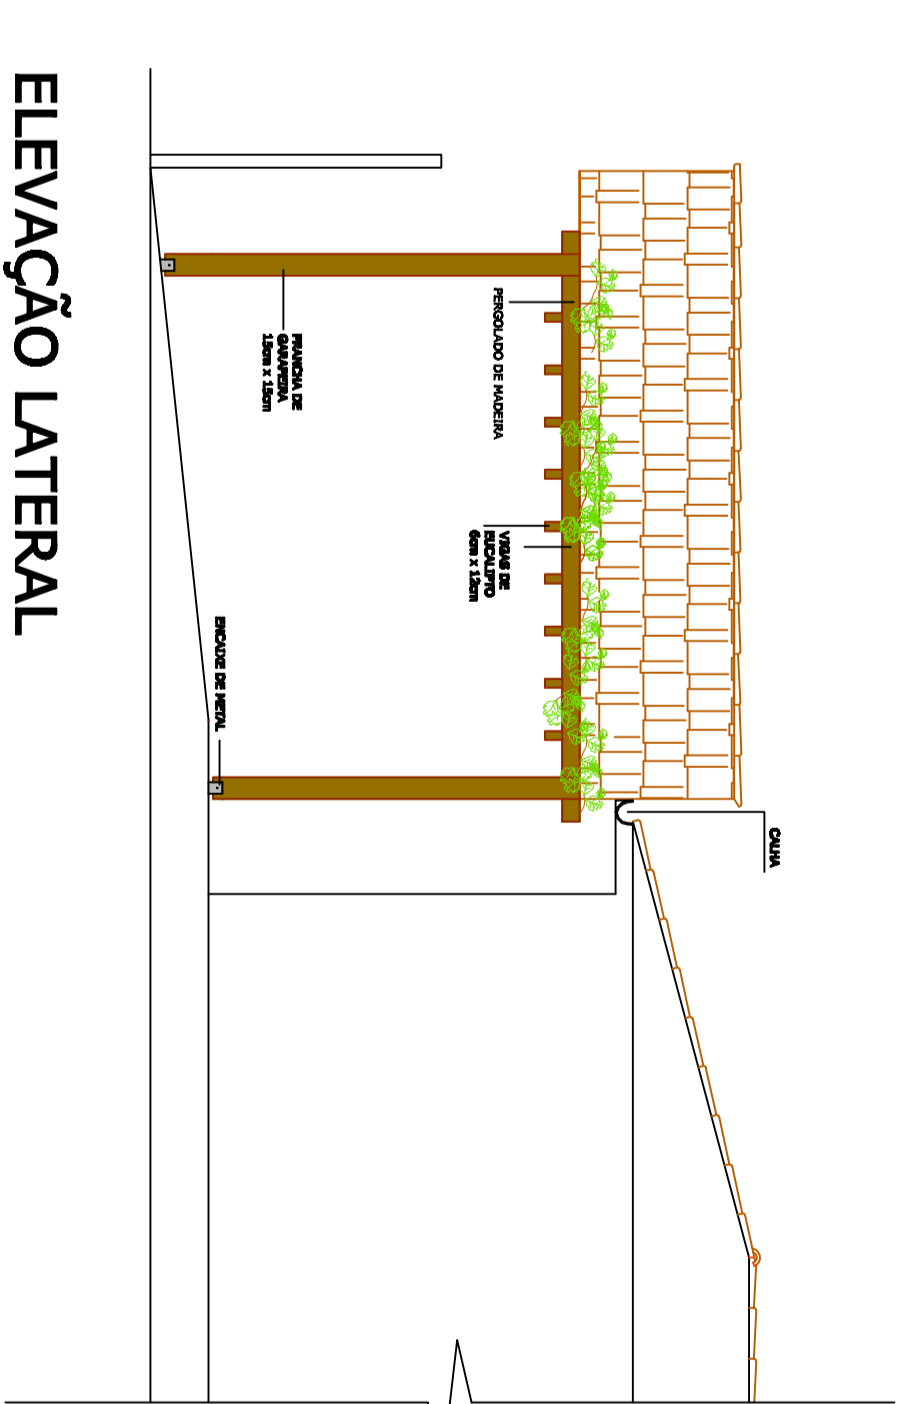 CALHA
PERGOLADO DE MADEIRA
VIGAS DE
EUCALIPTO
6cm x 12cm
PRANCHA DE
GARAPEIRA
15cm x 15cm
ENCAIXE DE METAL
ELEVAÇÃO LATERAL